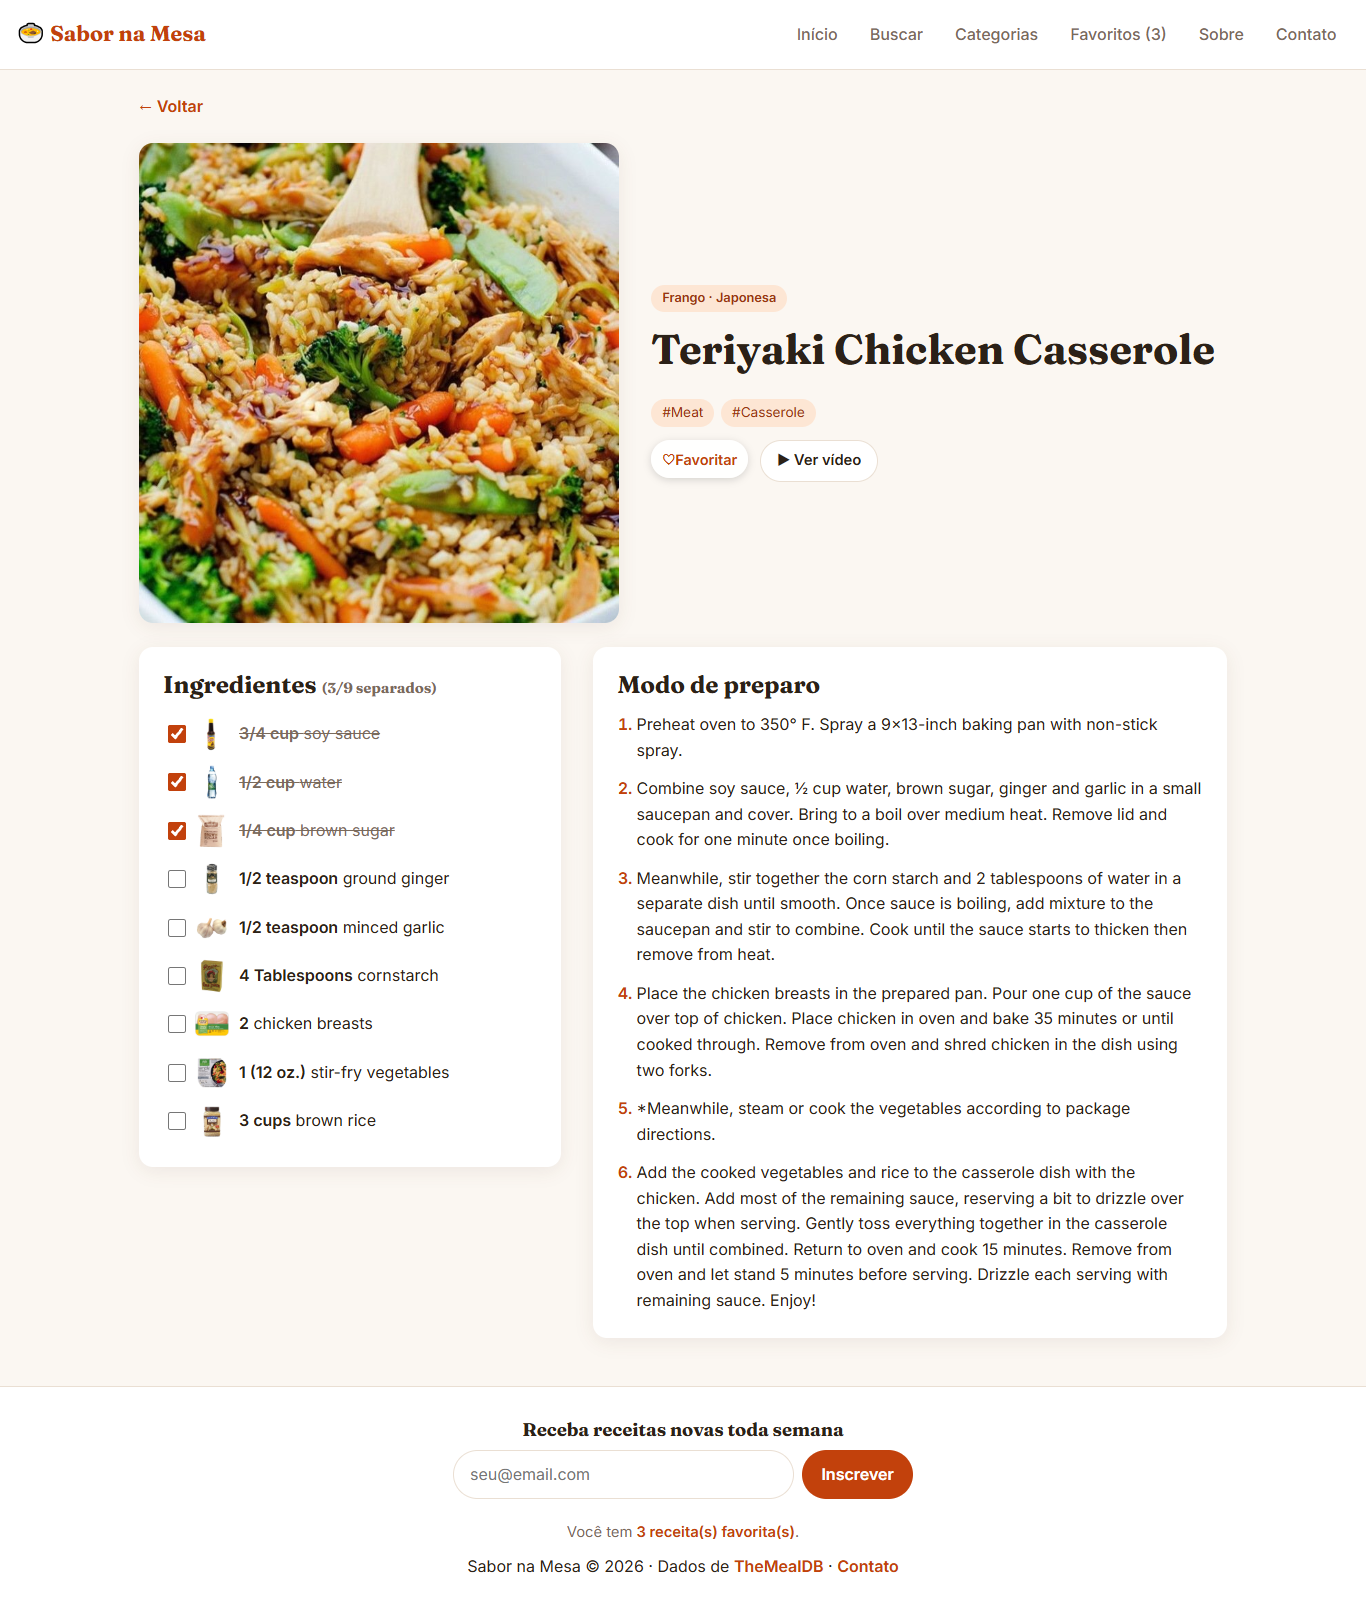 Sabor na Mesa
Início
Buscar
Categorias
Favoritos (3)
Sobre
Contato
← Voltar
Frango · Japonesa
Teriyaki Chicken Casserole
#Meat
#Casserole
♡Favoritar
▶ Ver vídeo
Ingredientes (3/9 separados)
3/4 cup soy sauce
1/2 cup water
1/4 cup brown sugar
1/2 teaspoon ground ginger
1/2 teaspoon minced garlic
4 Tablespoons cornstarch
2 chicken breasts
1 (12 oz.) stir-fry vegetables
3 cups brown rice
Modo de preparo
1. Preheat oven to 350° F. Spray a 9×13-inch baking pan with non-stick
spray.
2. Combine soy sauce, ½ cup water, brown sugar, ginger and garlic in a small
saucepan and cover. Bring to a boil over medium heat. Remove lid and
cook for one minute once boiling.
3. Meanwhile, stir together the corn starch and 2 tablespoons of water in a
separate dish until smooth. Once sauce is boiling, add mixture to the
saucepan and stir to combine. Cook until the sauce starts to thicken then
remove from heat.
4. Place the chicken breasts in the prepared pan. Pour one cup of the sauce
over top of chicken. Place chicken in oven and bake 35 minutes or until
cooked through. Remove from oven and shred chicken in the dish using
two forks.
5. *Meanwhile, steam or cook the vegetables according to package
directions.
6. Add the cooked vegetables and rice to the casserole dish with the
chicken. Add most of the remaining sauce, reserving a bit to drizzle over
the top when serving. Gently toss everything together in the casserole
dish until combined. Return to oven and cook 15 minutes. Remove from
oven and let stand 5 minutes before serving. Drizzle each serving with
remaining sauce. Enjoy!
Receba receitas novas toda semana
seu@email.com
Inscrever
Você tem 3 receita(s) favorita(s).
Sabor na Mesa © 2026 · Dados de TheMealDB · Contato